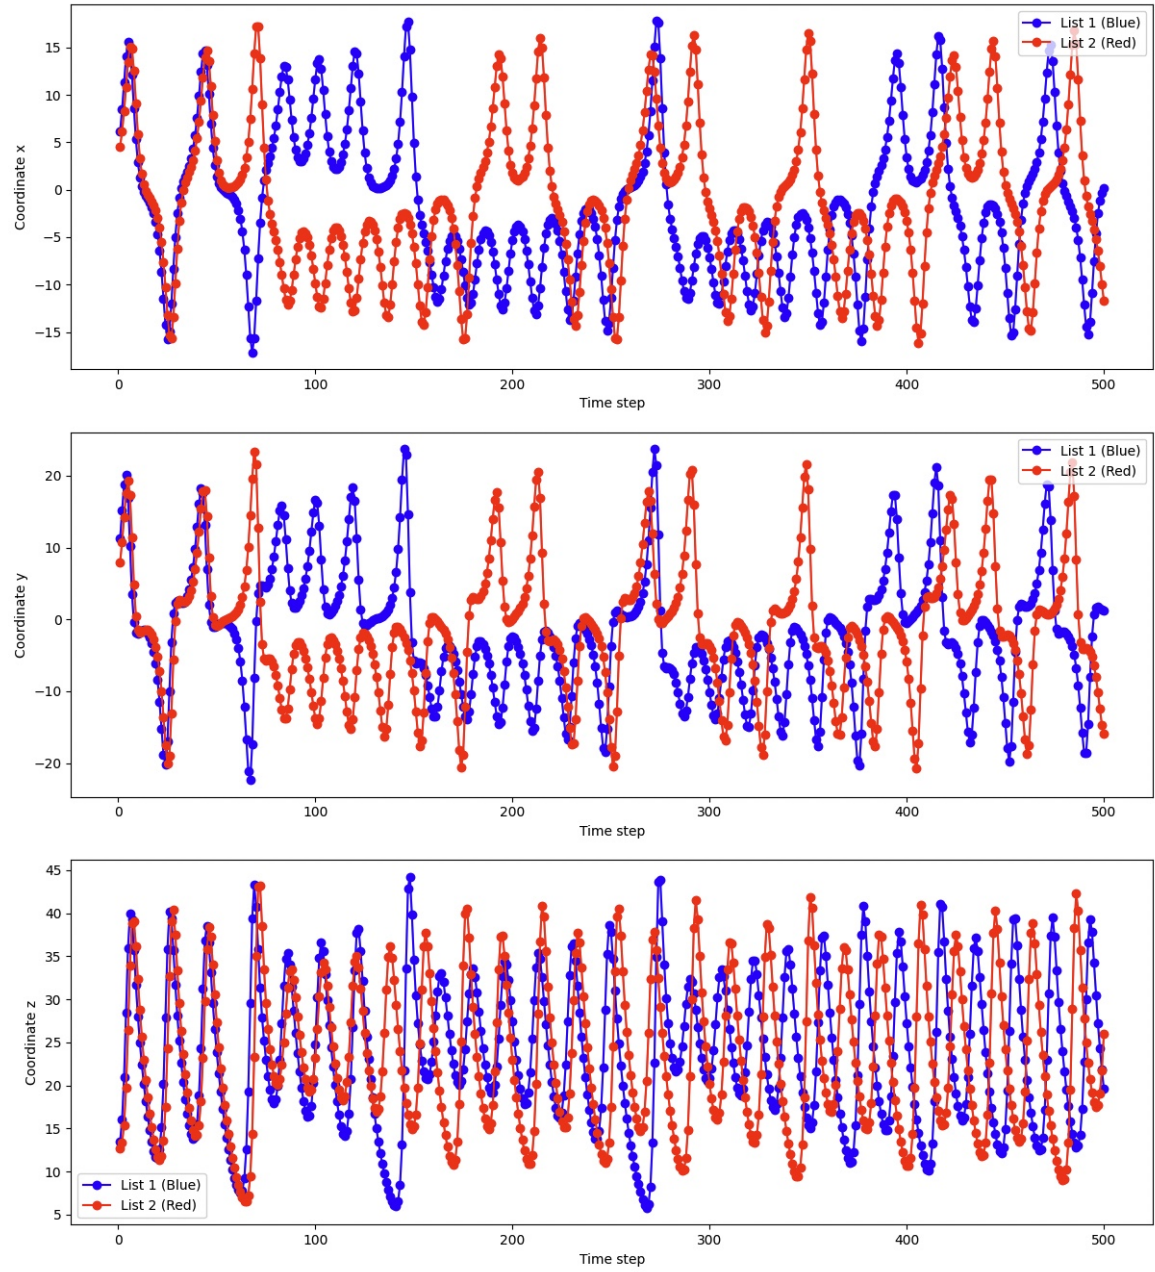 15
10
5
0
−5
−10
−15
Coordinate x
List 1 (Blue)
List 2 (Red)
0 100 200 300 400 500
Time step
20
10
0
−10
−20
Coordinate y
List 1 (Blue)
List 2 (Red)
0 100 200 300 400 500
Time step
45
40
35
30
25
20
15
10
5
Coordinate z
List 1 (Blue)
List 2 (Red)
0 100 200 300 400 500
Time step